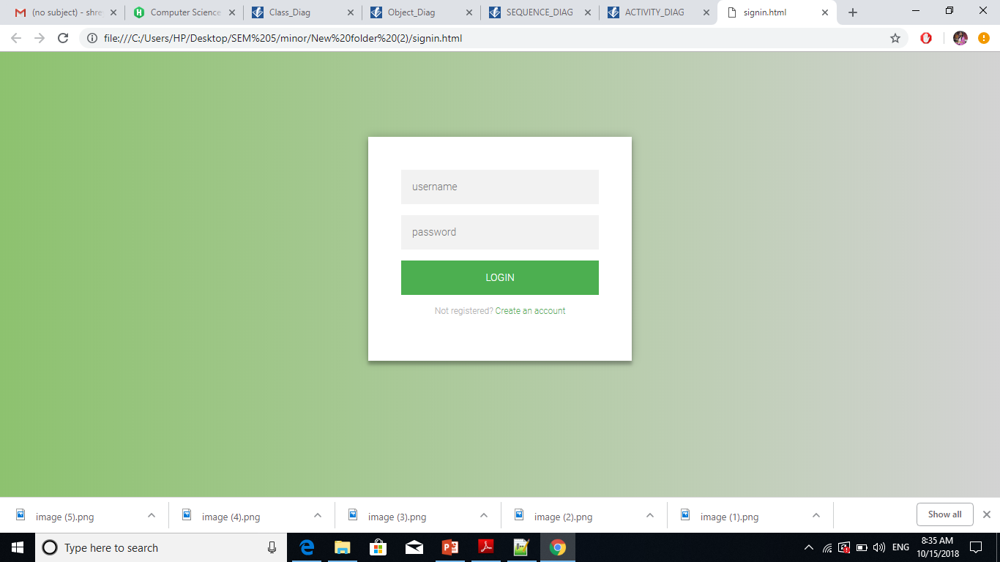 (no subject) - shre
Computer Science
Class_Diag
Object_Diag
SEQUENCE_DIAG
ACTIVITY_DIAG
signin.html
file:///C:/Users/HP/Desktop/SEM%205/minor/New%20folder%20(2)/signin.html
username
password
LOGIN
Not registered? Create an account
image (5).png
image (4).png
image (3).png
image (2).png
image (1).png
Show all
Type here to search
ENG
8:35 AM
10/15/2018